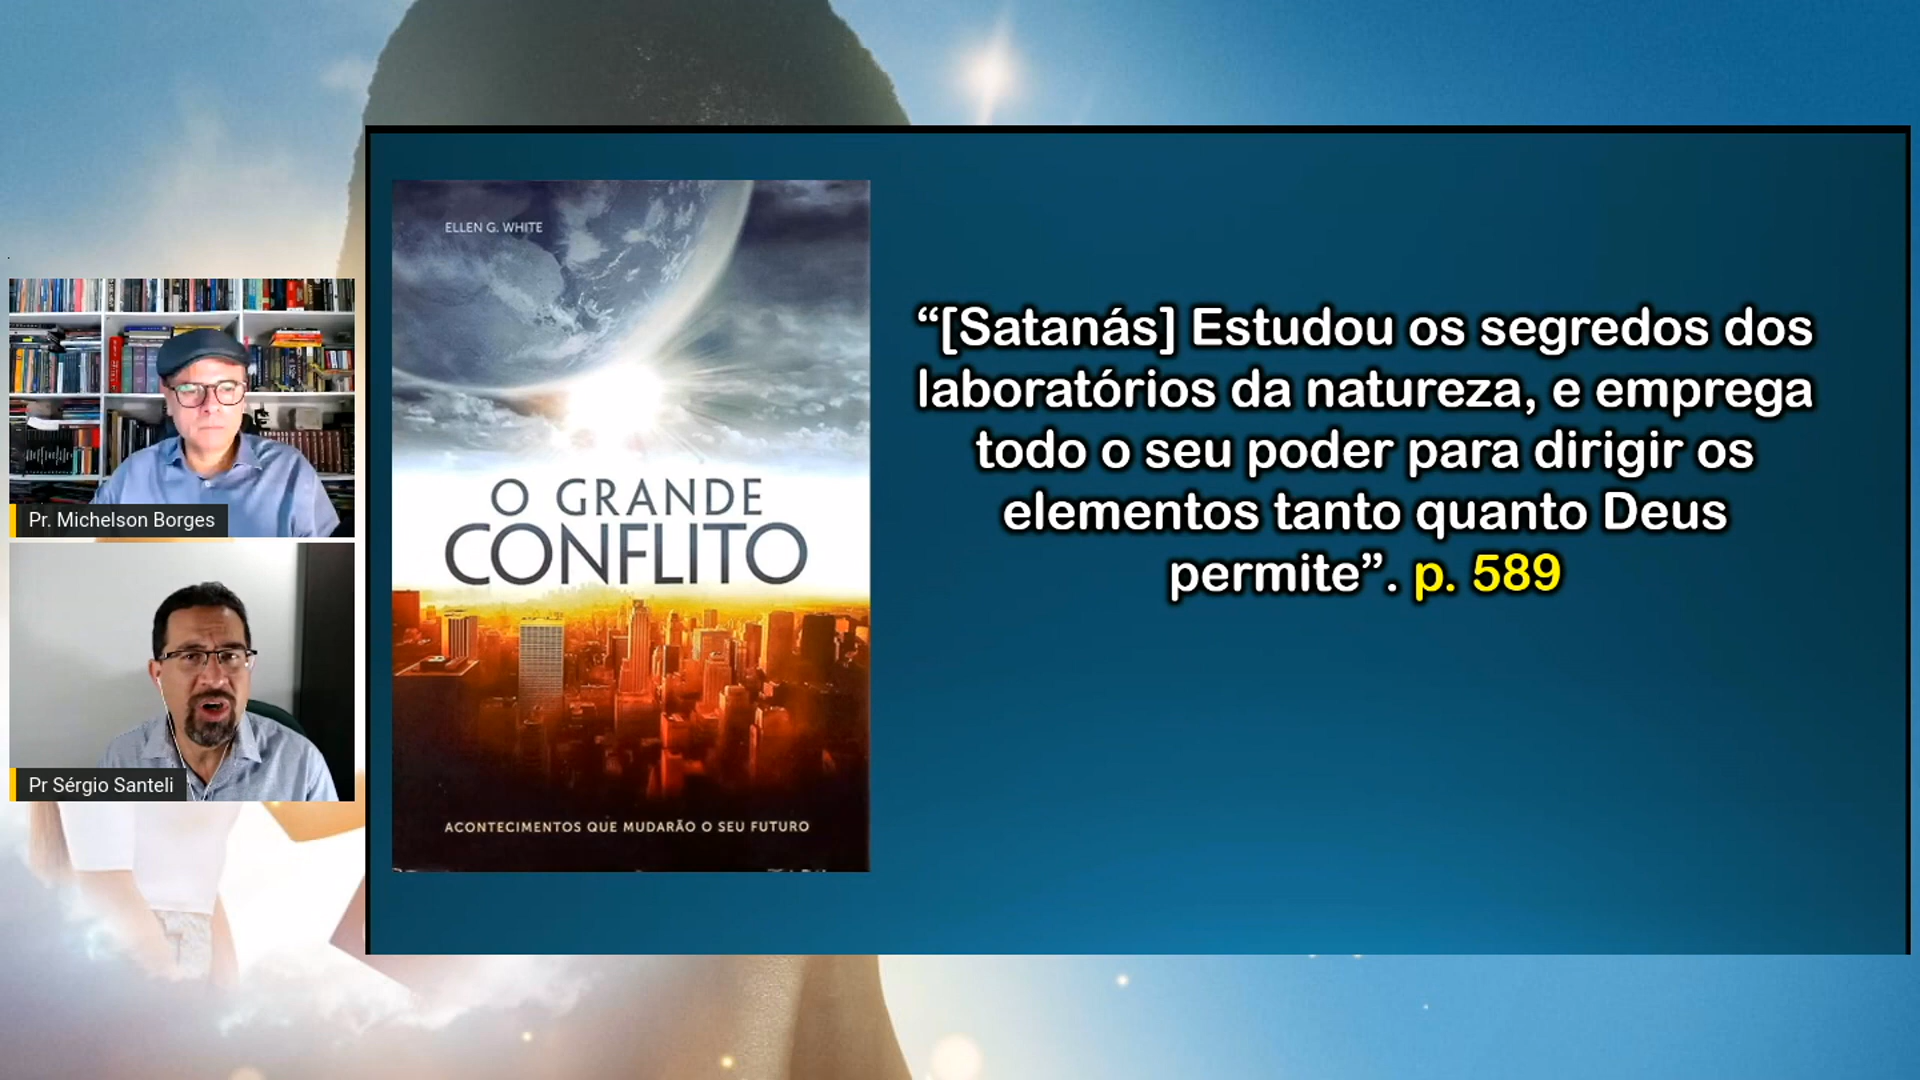 ELLEN G. WHITE
O GRANDE
CONFLITO
ACONTECIMENTOS QUE MUDARÃO O SEU FUTURO
“[Satanás] Estudou os segredos dos
laboratórios da natureza, e emprega
todo o seu poder para dirigir os
elementos tanto quanto Deus
permite”. p. 589
Pr. Michelson Borges
Pr Sérgio Santeli